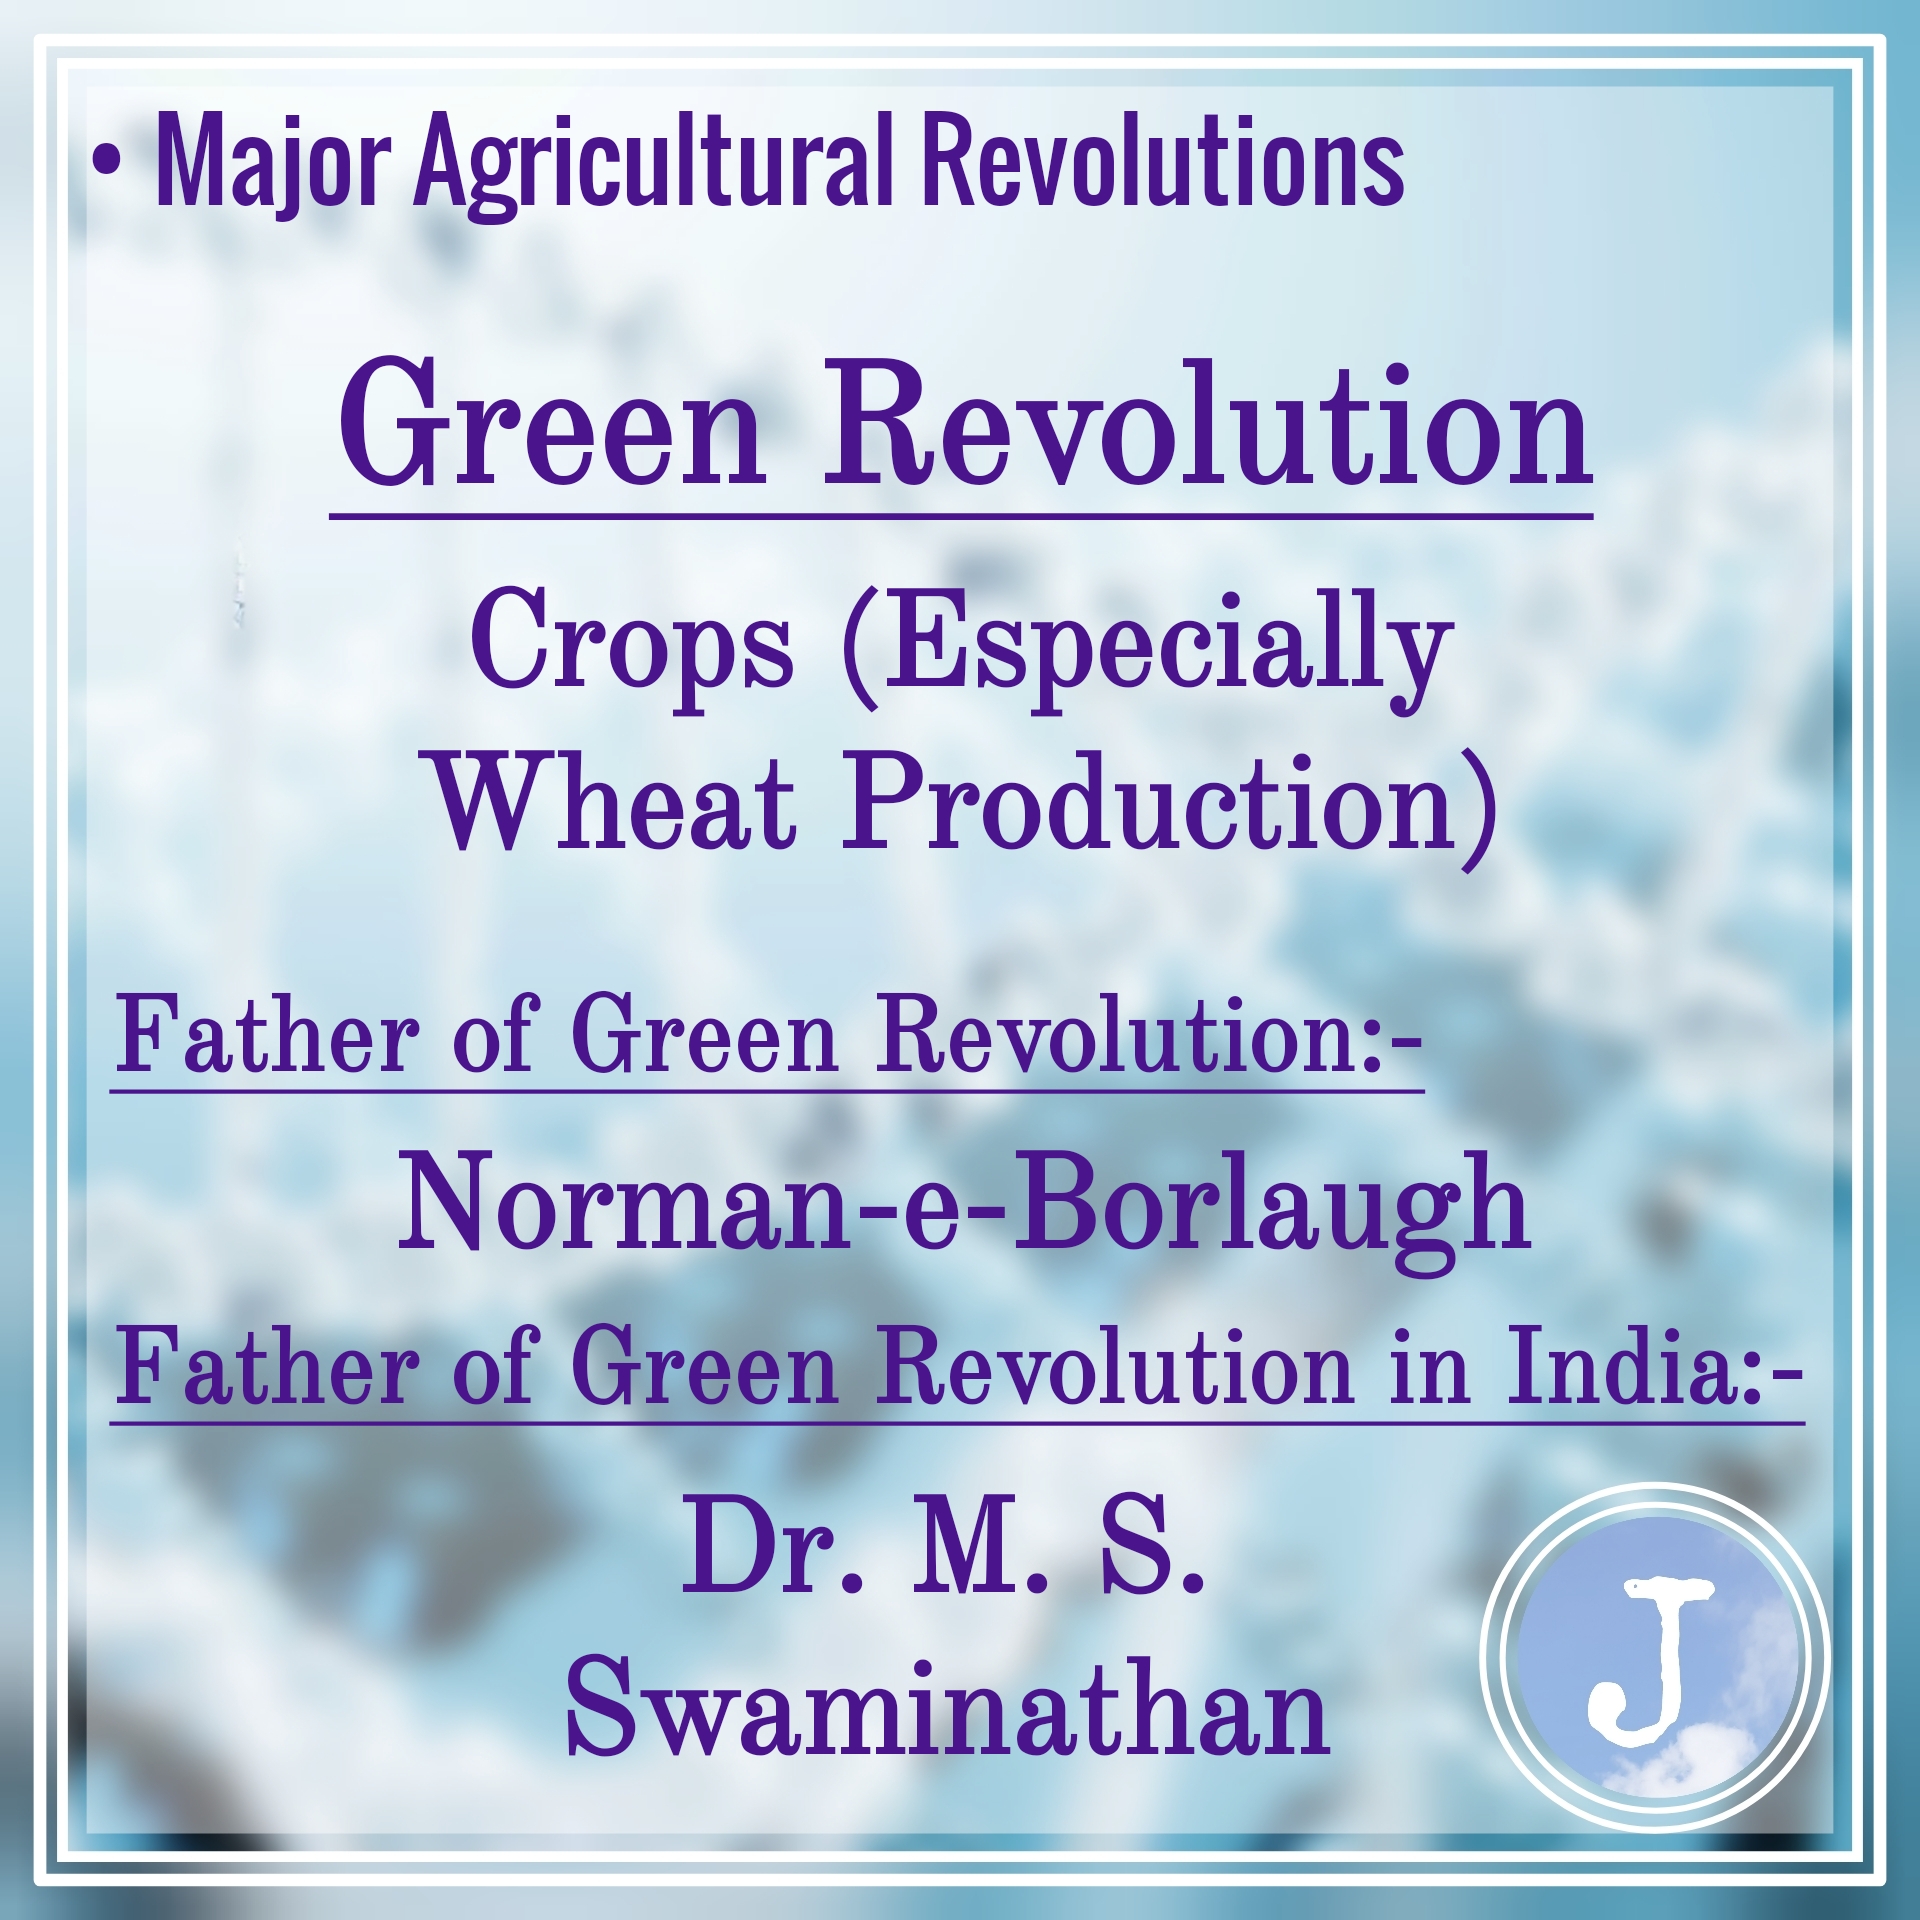 • Major Agricultural Revolutions
Green Revolution
Crops (Especially
Wheat Production)
Father of Green Revolution:-
Norman-e-Borlaugh
Father of Green Revolution in India:-
Dr. M. S.
Swaminathan
J